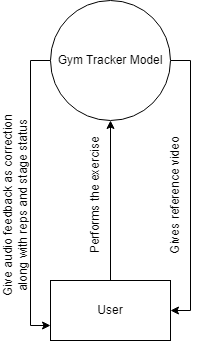 Gym Tracker Model
Give audio feedback as correction
along with reps and stage status
Performs the exercise
Gives reference video
User